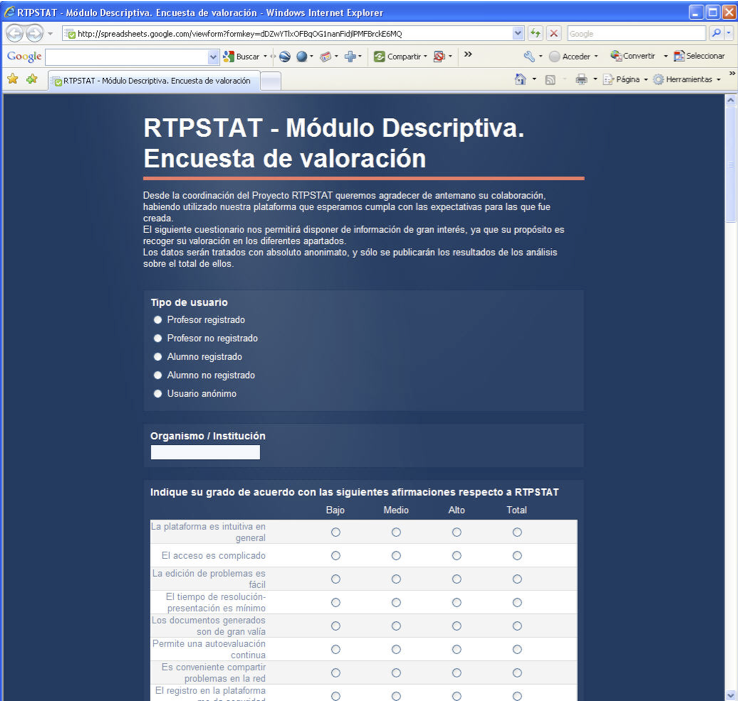 RTPSTAT - Módulo Descriptiva. Encuesta de valoración - Windows Internet Explorer
http://spreadsheets.google.com/viewform?formkey=dDZwYTlxOFBqOG1nanFidjlPMFBrckE6MQ
Google
Google
Buscar
Compartir
»
Acceder
Convertir
Seleccionar
RTPSTAT - Módulo Descriptiva. Encuesta de valoración
Página
Herramientas
»
RTPSTAT - Módulo Descriptiva.
Encuesta de valoración
Desde la coordinación del Proyecto RTPSTAT queremos agradecer de antemano su colaboración,
habiendo utilizado nuestra plataforma que esperamos cumpla con las expectativas para las que fue
creada.
El siguiente cuestionario nos permitirá disponer de información de gran interés, ya que su propósito es
recoger su valoración en los diferentes apartados.
Los datos serán tratados con absoluto anonimato, y sólo se publicarán los resultados de los análisis
sobre el total de ellos.
Tipo de usuario
Profesor registrado
Profesor no registrado
Alumno registrado
Alumno no registrado
Usuario anónimo
Organismo / Institución
Indique su grado de acuerdo con las siguientes afirmaciones respecto a RTPSTAT
Bajo Medio Alto Total
La plataforma es intuitiva en
general
El acceso es complicado
La edición de problemas es
fácil
El tiempo de resolución-
presentación es mínimo
Los documentos generados
son de gran valía
Permite una autoevaluación
continua
Es conveniente compartir
problemas en la red
El registro en la plataforma